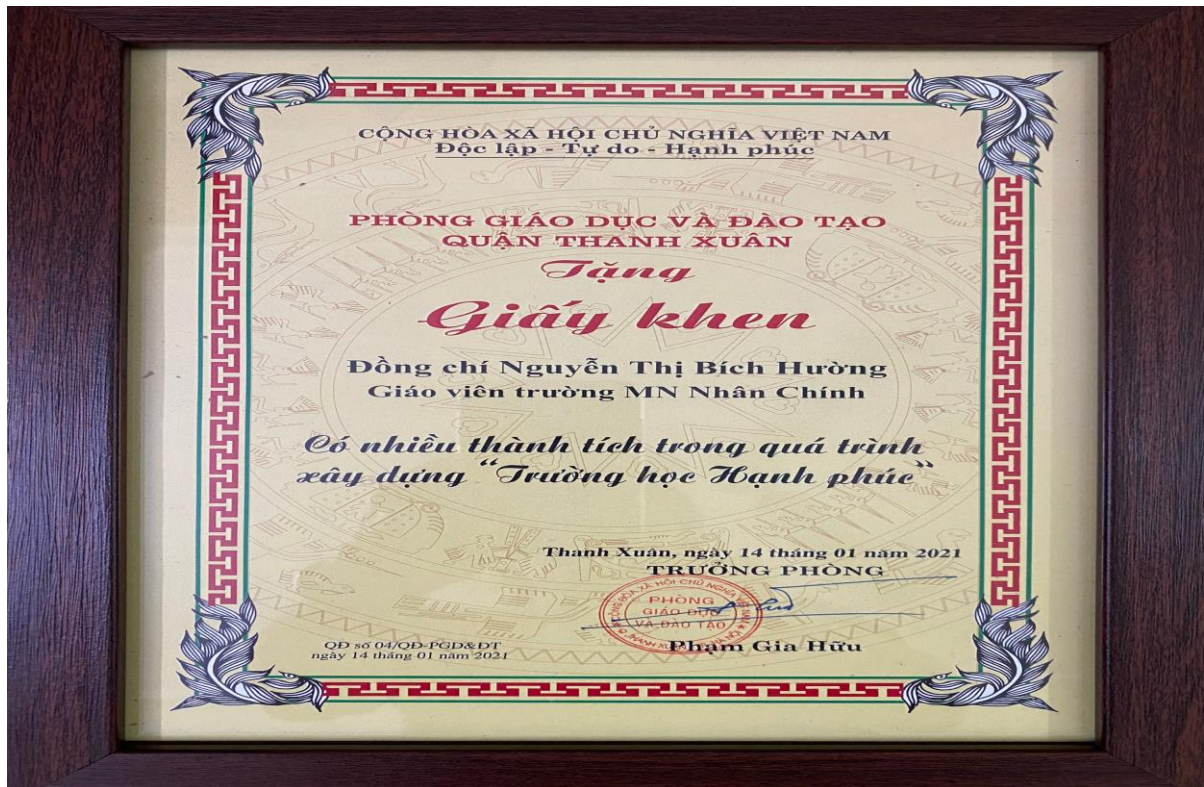 CỘNG HÒA XÃ HỘI CHỦ NGHĨA VIỆT NAM
Độc lập - Tự do - Hạnh phúc
PHÒNG GIÁO DỤC VÀ ĐÀO TẠO
QUẬN THANH XUÂN
Tặng
Giấy khen
Đồng chí Nguyễn Thị Bích Hường
Giáo viên trường MN Nhân Chính
Có nhiều thành tích trong quá trình
xây dựng “Trường học Hạnh phúc”
Thanh Xuân, ngày 14 tháng 01 năm 2021
TRƯỞNG PHÒNG
PHÒNG
GIÁO DỤC
VÀ ĐÀO TẠO
Phạm Gia Hữu
QĐ số 04/QĐ-PGD&ĐT
ngày 14 tháng 01 năm 2021